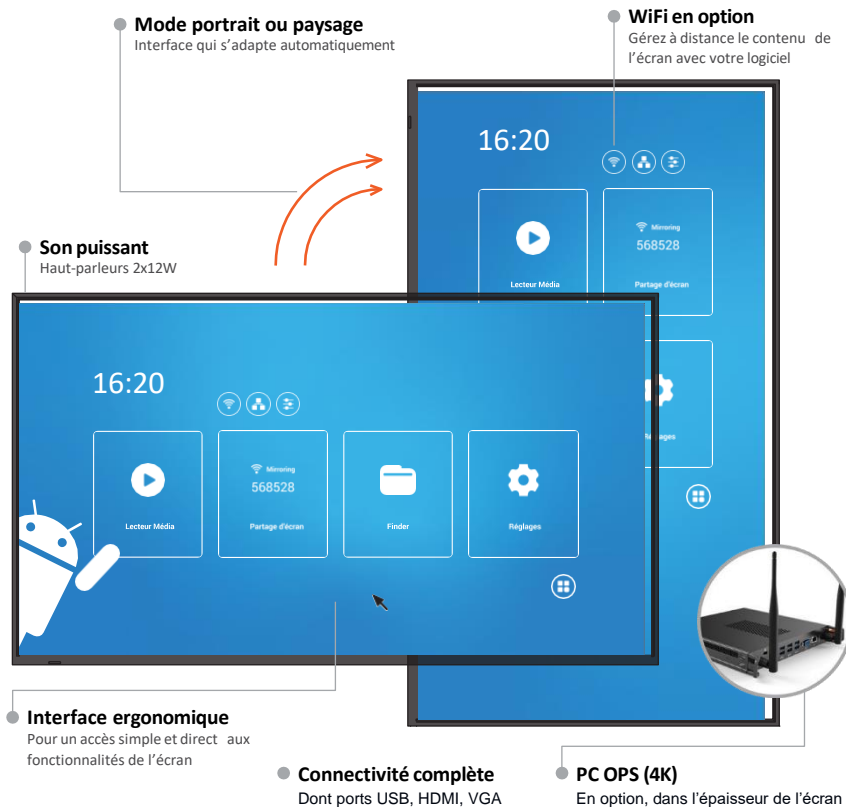 Mode portrait ou paysage
Interface qui s'adapte automatiquement
WiFi en option
Gérez à distance le contenu de
l'écran avec votre logiciel
16:20
Mirroring
568528
Lecteur Média
Partage d'écran
Réglages
Son puissant
Haut-parleurs 2x12W
16:20
Mirroring
568528
Lecteur Média
Partage d'écran
Finder
Réglages
Interface ergonomique
Pour un accès simple et direct aux
fonctionnalités de l'écran
Connectivité complète
Dont ports USB, HDMI, VGA
PC OPS (4K)
En option, dans l'épaisseur de l'écran